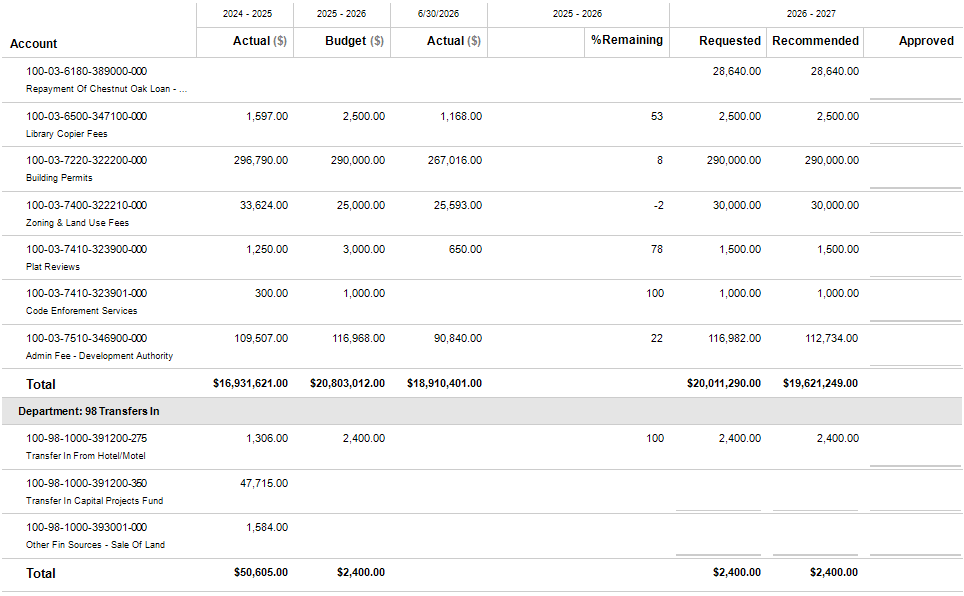 2024 - 2025 2025 - 2026 6/30/2026 2025 - 2026 2026 - 2027
Account Actual ($) Budget ($) Actual ($) %Remaining Requested Recommended Approved
100-03-6180-389000-000 28,640.00 28,640.00
Repayment Of Chestnut Oak Loan - ...
100-03-6500-347100-000 1,597.00 2,500.00 1,168.00 53 2,500.00 2,500.00
Library Copier Fees
100-03-7220-322200-000 296,790.00 290,000.00 267,016.00 8 290,000.00 290,000.00
Building Permits
100-03-7400-322210-000 33,624.00 25,000.00 25,593.00 -2 30,000.00 30,000.00
Zoning & Land Use Fees
100-03-7410-323900-000 1,250.00 3,000.00 650.00 78 1,500.00 1,500.00
Plat Reviews
100-03-7410-323901-000 300.00 1,000.00 100 1,000.00 1,000.00
Code Enforement Services
100-03-7510-346900-000 109,507.00 116,968.00 90,840.00 22 116,982.00 112,734.00
Admin Fee - Development Authority
Total $16,931,621.00 $20,803,012.00 $18,910,401.00 $20,011,290.00 $19,621,249.00
Department: 98 Transfers In
100-98-1000-391200-275 1,306.00 2,400.00 100 2,400.00 2,400.00
Transfer In From Hotel/Motel
100-98-1000-391200-350 47,715.00
Transfer In Capital Projects Fund
100-98-1000-393001-000 1,584.00
Other Fin Sources - Sale Of Land
Total $50,605.00 $2,400.00 $2,400.00 $2,400.00